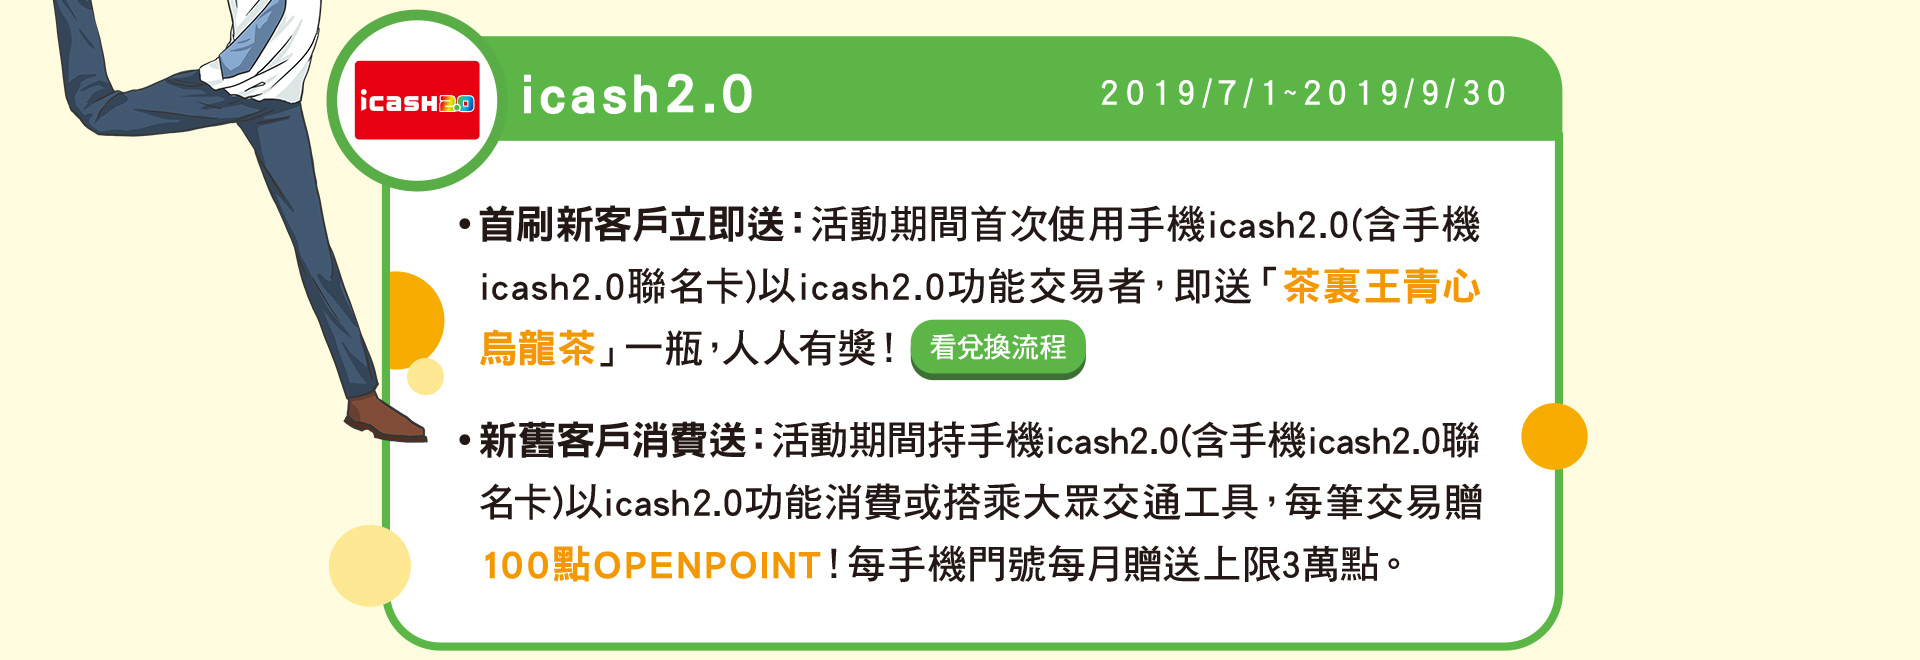 icash2.0
icash2.0
2019/7/1~2019/9/30
•首刷新客戶立即送：活動期間首次使用手機icash2.0(含手機
icash2.0聯名卡)以icash2.0功能交易者，即送「茶裏王青心
烏龍茶」一瓶，人人有獎！
看兌換流程
•新舊客戶消費送：活動期間持手機icash2.0(含手機icash2.0聯
名卡)以icash2.0功能消費或搭乘大眾交通工具，每筆交易贈
100點OPENPOINT！每手機門號每月贈送上限3萬點。